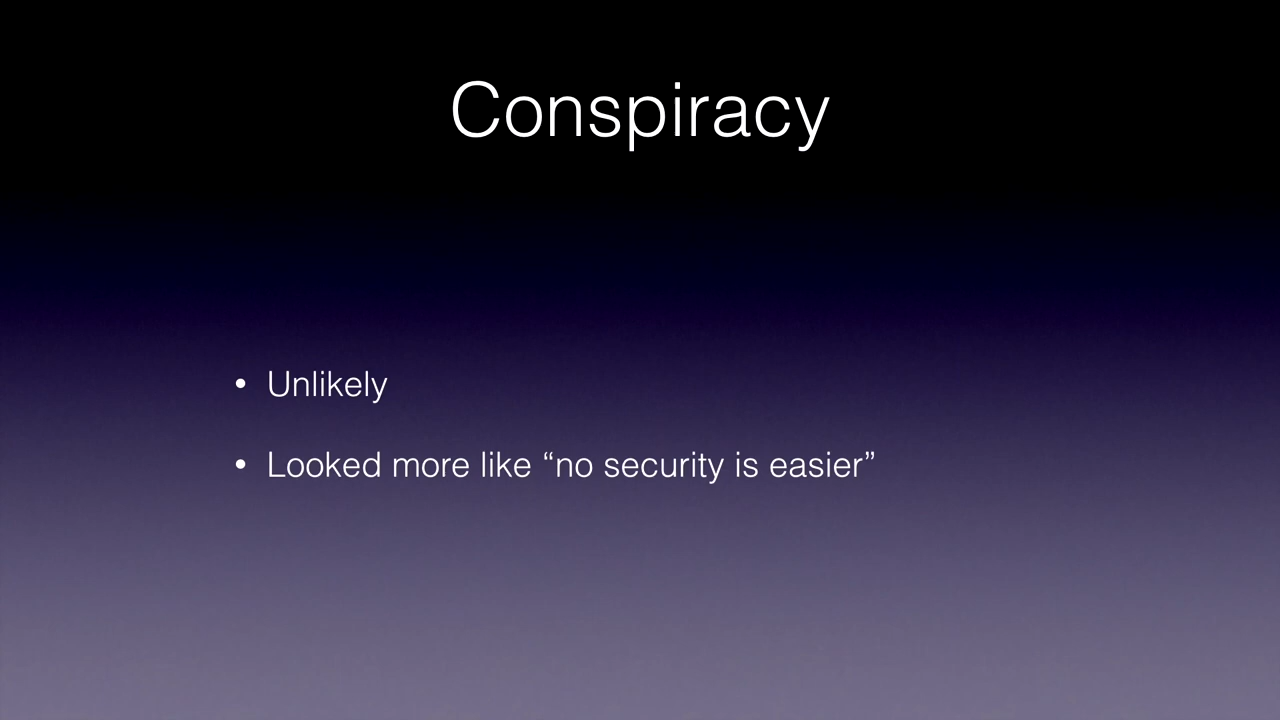 Conspiracy
• Unlikely
• Looked more like “no security is easier”